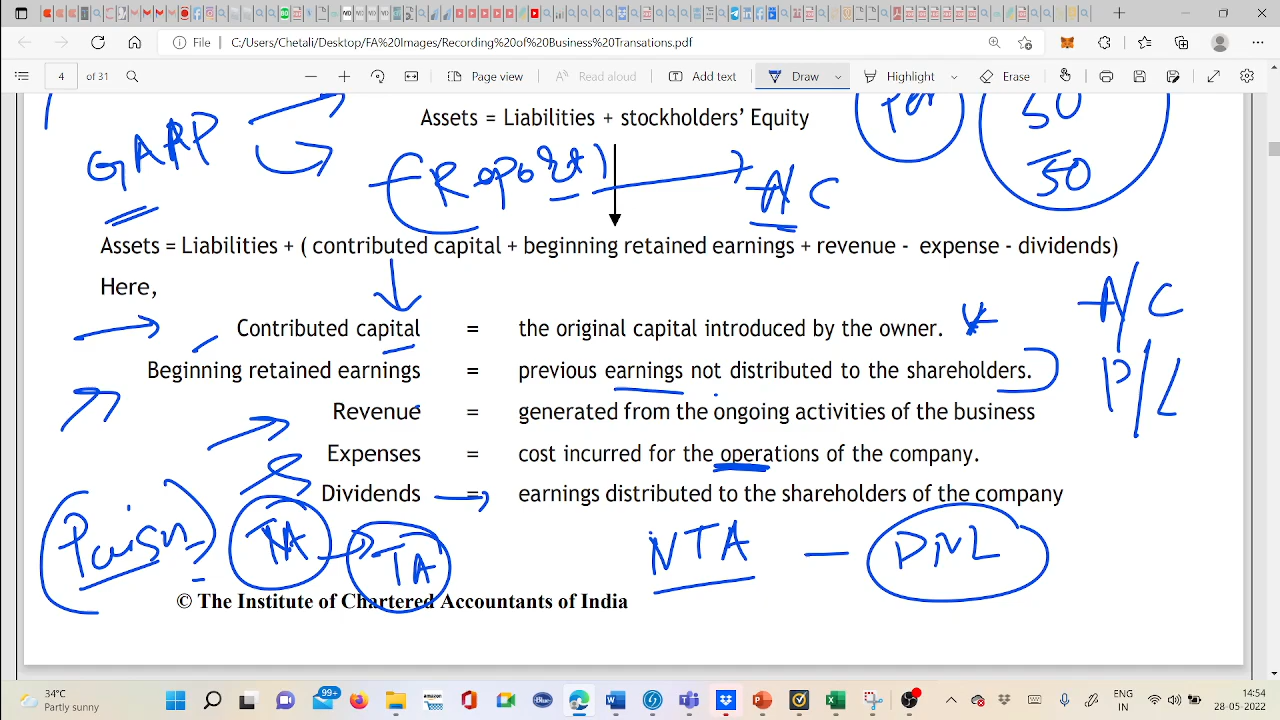 File C:/Users/Chetali/Desktop/FA%20Images/Recording%20of%20Business%20Transations.pdf
4 of 31 Page view Read aloud Add text Draw Highlight Erase
Assets = Liabilities + stockholders' Equity
50
50
(Report) A/C
Assets = Liabilities + ( contributed capital + beginning retained earnings + revenue - expense - dividends)
Here,
Contributed capital = the original capital introduced by the owner.
A/C
Beginning retained earnings = previous earnings not distributed to the shareholders.
P/L
Revenue = generated from the ongoing activities of the business
Expenses = cost incurred for the operations of the company.
Dividends = earnings distributed to the shareholders of the company
TA NTA
© The Institute of Chartered Accountants of India
34°C
Partly sunny
99+
ENG
IN
14:54
28-05-2022